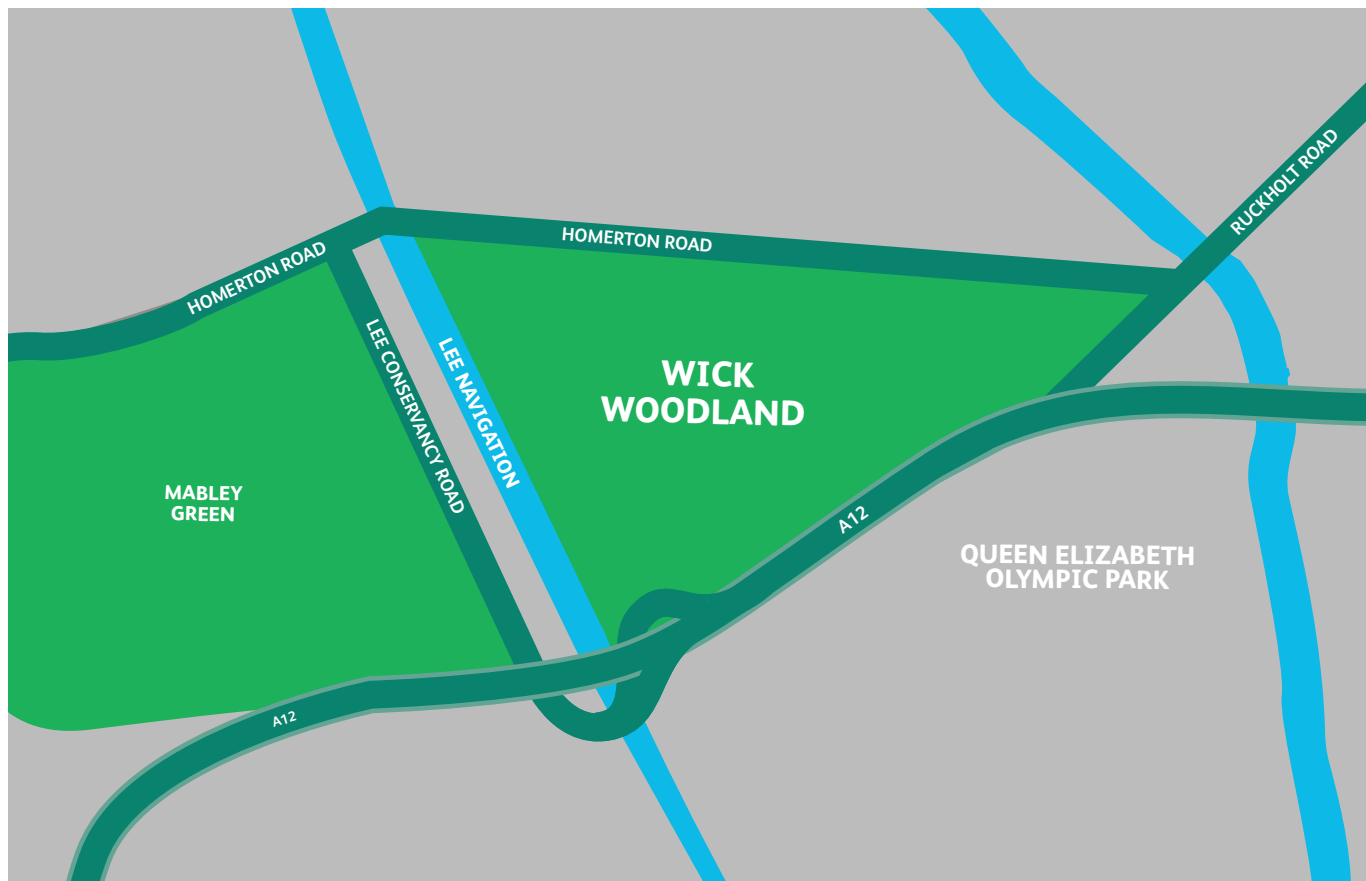 RUCKHOLT ROAD
HOMERTON ROAD
HOMERTON ROAD
LEE CONSERVANCY ROAD
LEE NAVIGATION
WICK
WOODLAND
MABLEY
GREEN
A12
QUEEN ELIZABETH
OLYMPIC PARK
A12